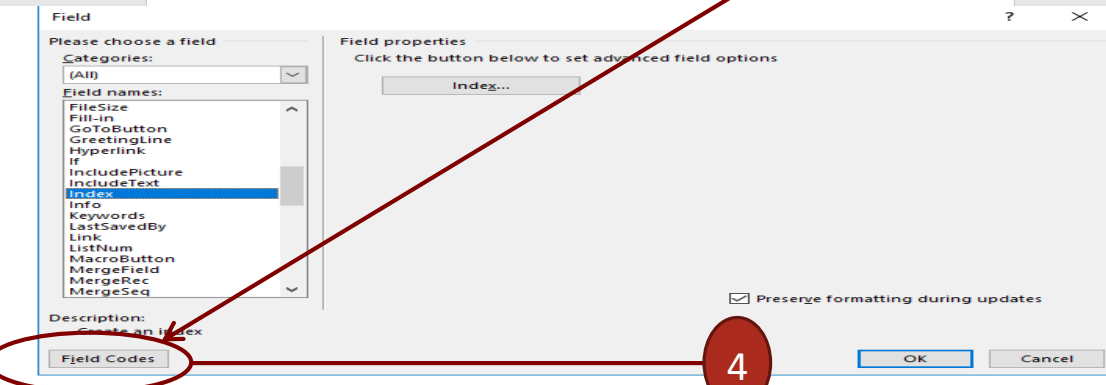 Field ? ×
Please choose a field
Categories:
(All)
Field names:
FileSize
Fill-in
GoToButton
GreetingLine
Hyperlink
If
IncludePicture
IncludeText
Index
Info
Keywords
LastSavedBy
Link
ListNum
MacroButton
MergeField
MergeRec
MergeSeq
Description:
Create an index
Field Codes
Field properties
Click the button below to set advanced field options
Index...
Preserve formatting during updates
4
OK Cancel